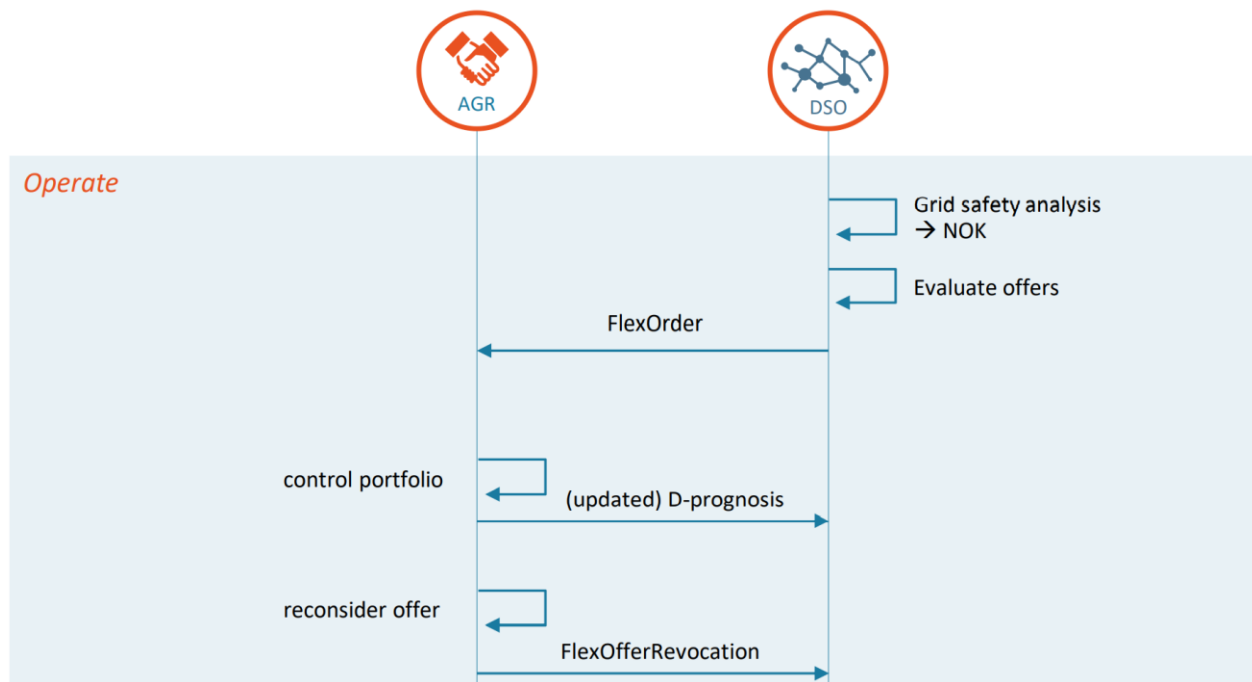 AGR
DSO
Operate
Grid safety analysis
→ NOK
Evaluate offers
FlexOrder
control portfolio
(updated) D-prognosis
reconsider offer
FlexOfferRevocation